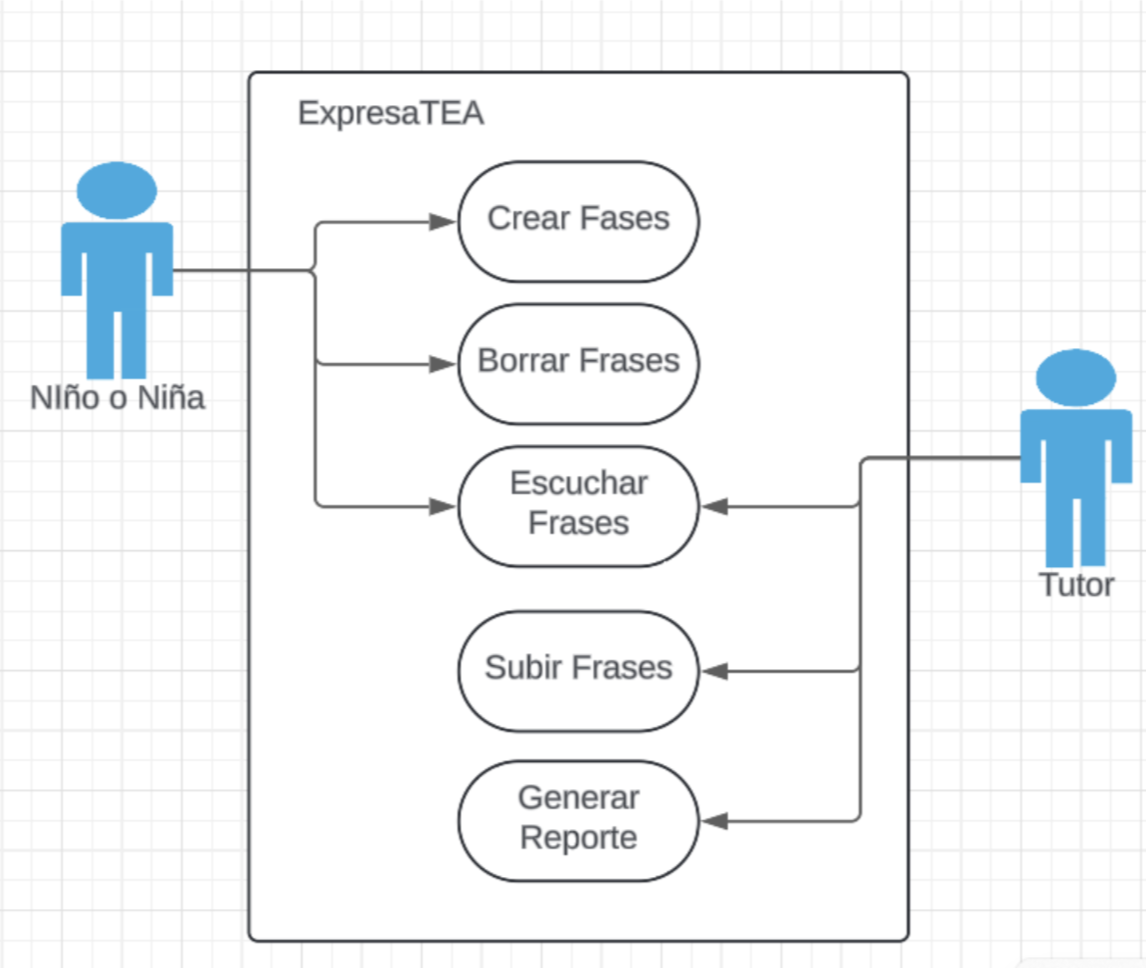 ExpresaTEA
Crear Fases
Borrar Frases
NIño o Niña
Escuchar
Frases
Tutor
Subir Frases
Generar
Reporte